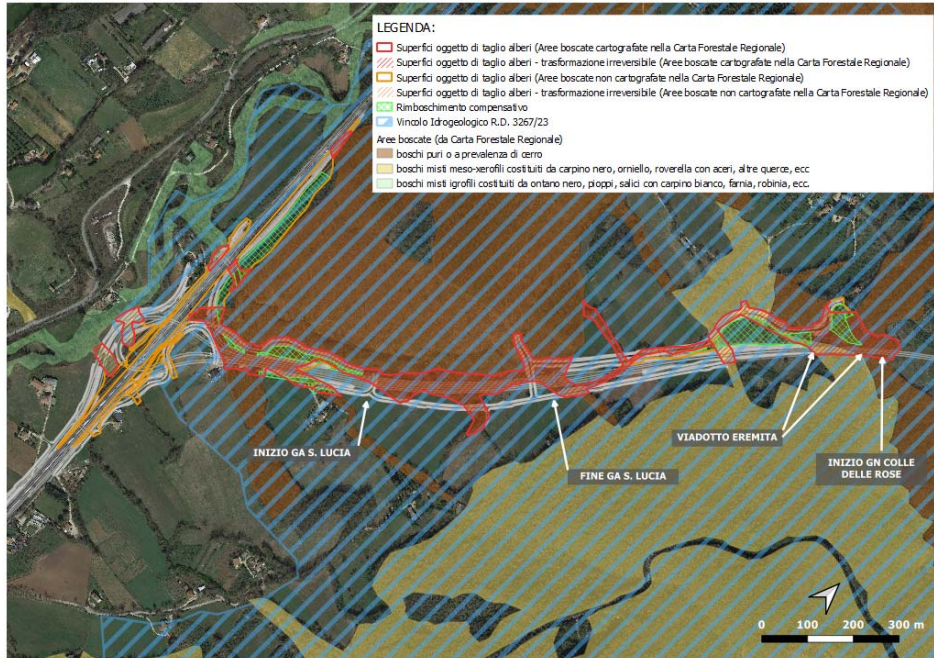 LEGENDA:
Superfici oggetto di taglio alberi (Aree boscate cartografate nella Carta Forestale Regionale)
Superfici oggetto di taglio alberi - trasformazione irreversibile (Aree boscate cartografate nella Carta Forestale Regionale)
Superfici oggetto di taglio alberi (Aree boscate non cartografate nella Carta Forestale Regionale)
Superfici oggetto di taglio alberi - trasformazione irreversibile (Aree boscate non cartografate nella Carta Forestale Regionale)
Rimboschimento compensativo
Vincolo Idrogeologico R.D. 3267/23
Aree boscate (da Carta Forestale Regionale)
boschi puri o a prevalenza di cerro
boschi misti meso-xerofili costituiti da carpino nero, orniello, roverella con aceri, altre querce, ecc
boschi misti igrofili costituiti da ontano nero, pioppi, salici con carpino bianco, farnia, robinia, ecc.
INIZIO GA S. LUCIA
FINE GA S. LUCIA
VIADOTTO EREMITA
INIZIO GN COLLE
DELLE ROSE
0 100 200 300 m